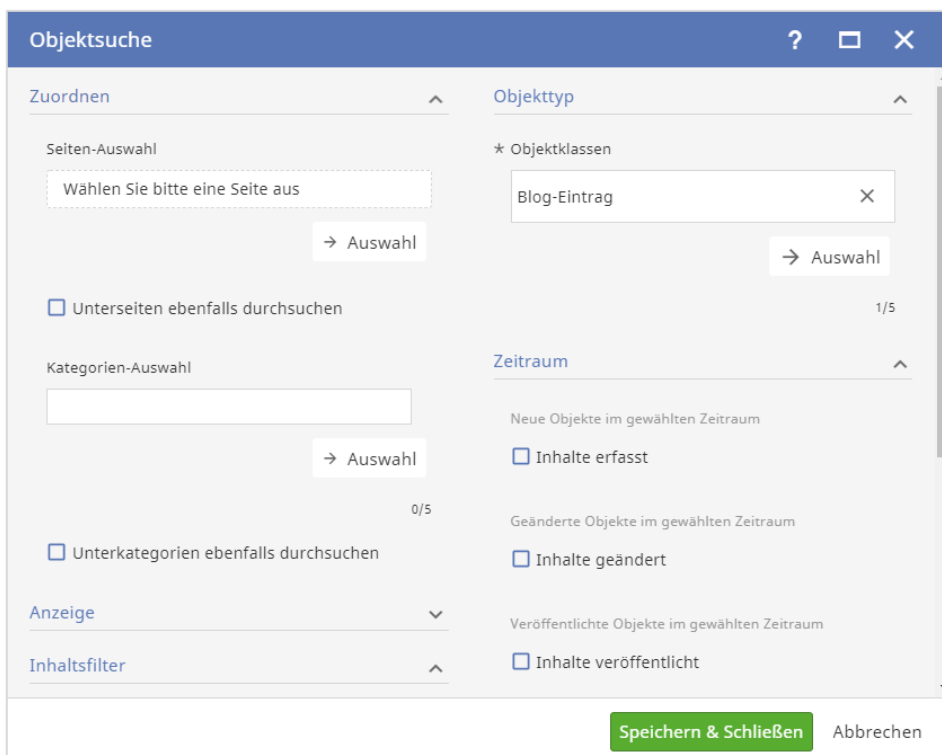 Objektsuche
Zuordnen
Seiten-Auswahl
Wählen Sie bitte eine Seite aus
→ Auswahl
Unterseiten ebenfalls durchsuchen
Kategorien-Auswahl
→ Auswahl
0/5
Unterkategorien ebenfalls durchsuchen
Anzeige
Inhaltsfilter
Objekttyp
* Objektklassen
Blog-Eintrag
→ Auswahl
1/5
Zeitraum
Neue Objekte im gewählten Zeitraum
Inhalte erfasst
Geänderte Objekte im gewählten Zeitraum
Inhalte geändert
Veröffentlichte Objekte im gewählten Zeitraum
Inhalte veröffentlicht
Speichern & Schließen
Abbrechen